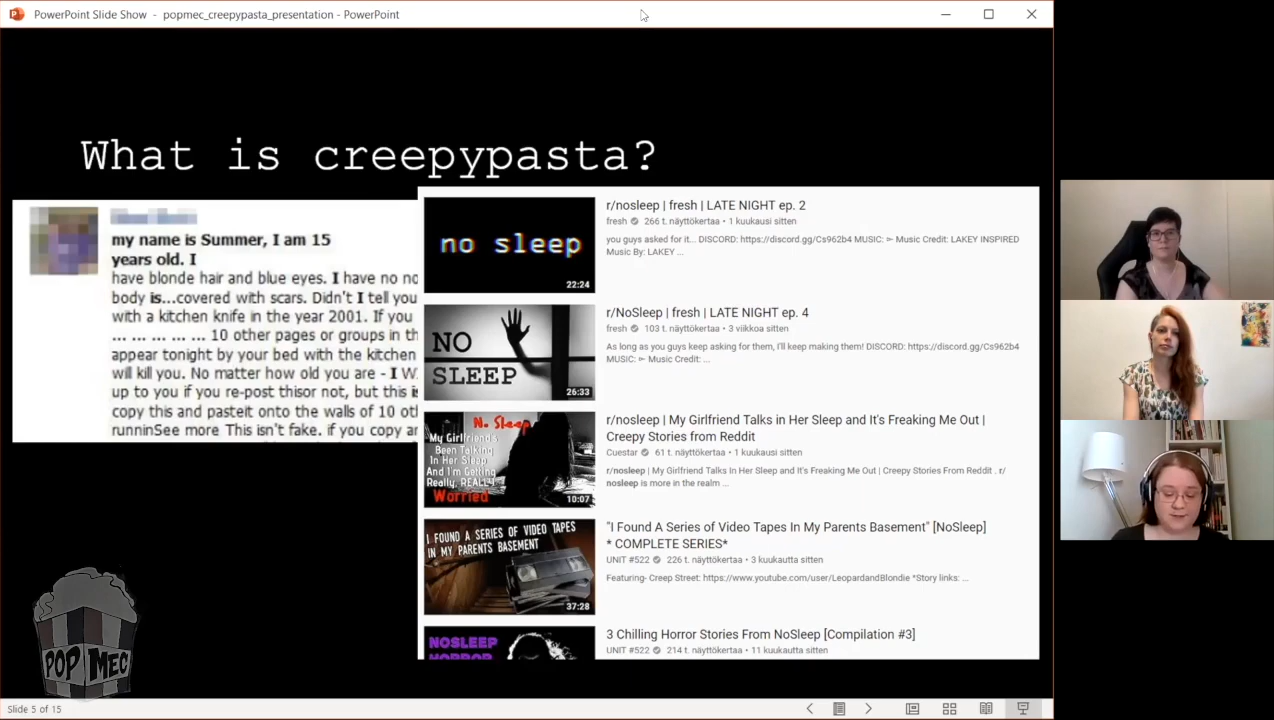 PowerPoint Slide Show - popmec_creepypasta_presentation - PowerPoint
What is creepypasta?
my name is Summer, I am 15
years old. I
have blonde hair and blue eyes. I have no no
body is...covered with scars. Didn't I tell you
with a kitchen knife in the year 2001. If you
... ... ... ... ... 10 other pages or groups in th
appear tonight by your bed with the kitchen
will kill you. No matter how old you are - I W
up to you if you re-post thisor not, but this is
copy this and pasteit onto the walls of 10 ot
runninSee more This isn't fake. if you copy ar
no sleep
22:24
r/nosleep | fresh | LATE NIGHT ep. 2
fresh 266 t. näyttökertaa • 1 kuukausi sitten
you guys asked for it... DISCORD: https://discord.gg/Cs962b4 MUSIC: ► Music Credit: LAKEY INSPIRED
Music By: LAKEY ...
NO
SLEEP
26:33
r/NoSleep | fresh | LATE NIGHT ep. 4
fresh 103 t. näyttökertaa • 3 viikkoa sitten
As long as you guys keep asking for them, I'll keep making them! DISCORD: https://discord.gg/Cs962b4
MUSIC: ► Music Credit: ...
No Sleep
My Girlfriend's
Been Talking
In Her Sleep
And I'm Getting
Really, REALLY
Worried
10:07
r/nosleep | My Girlfriend Talks in Her Sleep and It's Freaking Me Out |
Creepy Stories from Reddit
Cuestar 61 t. näyttökertaa • 1 kuukausi sitten
r/nosleep | My Girlfriend Talks In Her Sleep and It's Freaking Me Out | Creepy Stories From Reddit , r/
nosleep is more in the realm ...
I FOUND A SERIES OF VIDEO TAPES
IN MY PARENTS BASEMENT
37:28
"I Found A Series of Video Tapes In My Parents Basement" [NoSleep]
* COMPLETE SERIES*
UNIT #522 226 t. näyttökertaa • 3 kuukautta sitten
Featuring- Creep Street: https://www.youtube.com/user/LeopardandBlondie *Story links: ...
NOSLEEP
HORROR
3 Chilling Horror Stories From NoSleep [Compilation #3]
UNIT #522 214 t. näyttökertaa • 11 kuukautta sitten
POP MEC
Slide 5 of 15